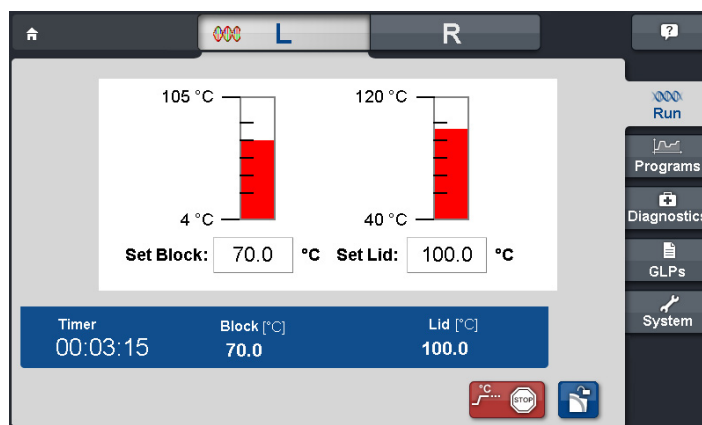 L
R
?
Run
Programs
Diagnostics
GLPs
System
105 °C
120 °C
4 °C
40 °C
Set Block: 70.0 °C Set Lid: 100.0 °C
Timer Block [°C] Lid [°C]
00:03:15 70.0 100.0
°C... STOP